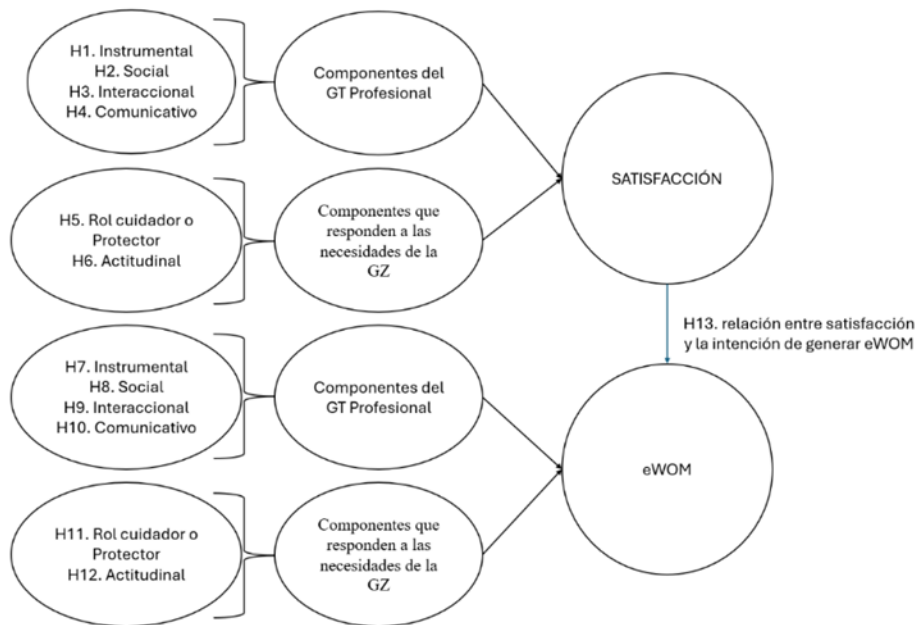 H1. Instrumental
H2. Social
H3. Interaccional
H4. Comunicativo
Componentes del
GT Profesional
H5. Rol cuidador o
Protector
H6. Actitudinal
Componentes que
responden a las
necesidades de la
GZ
SATISFACCIÓN
H13. relación entre satisfacción
y la intención de generar eWOM
H7. Instrumental
H8. Social
H9. Interaccional
H10. Comunicativo
Componentes del
GT Profesional
H11. Rol cuidador o
Protector
H12. Actitudinal
Componentes que
responden a las
necesidades de la
GZ
eWOM